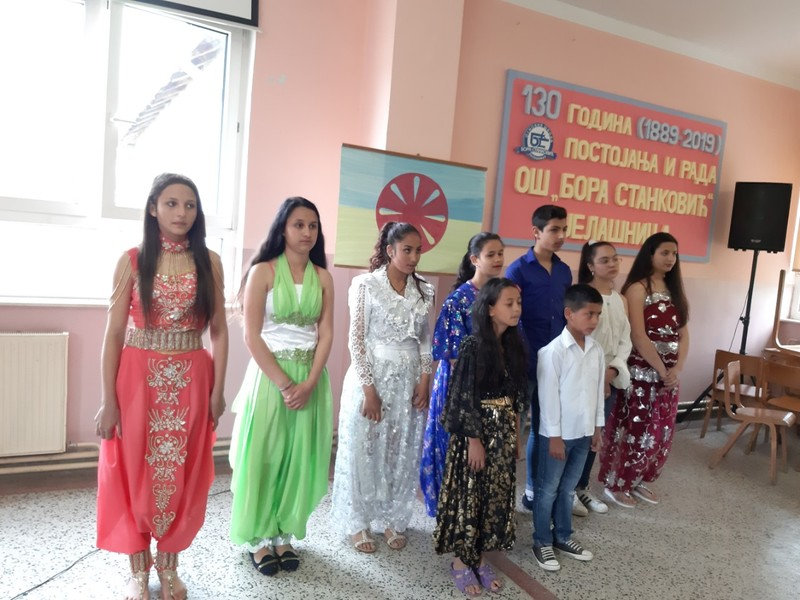 130 ГОДИНА (1889-2019)
ПОСТОЈАЊА И РАДА
ОШ „БОРА СТАНКОВИЋ“